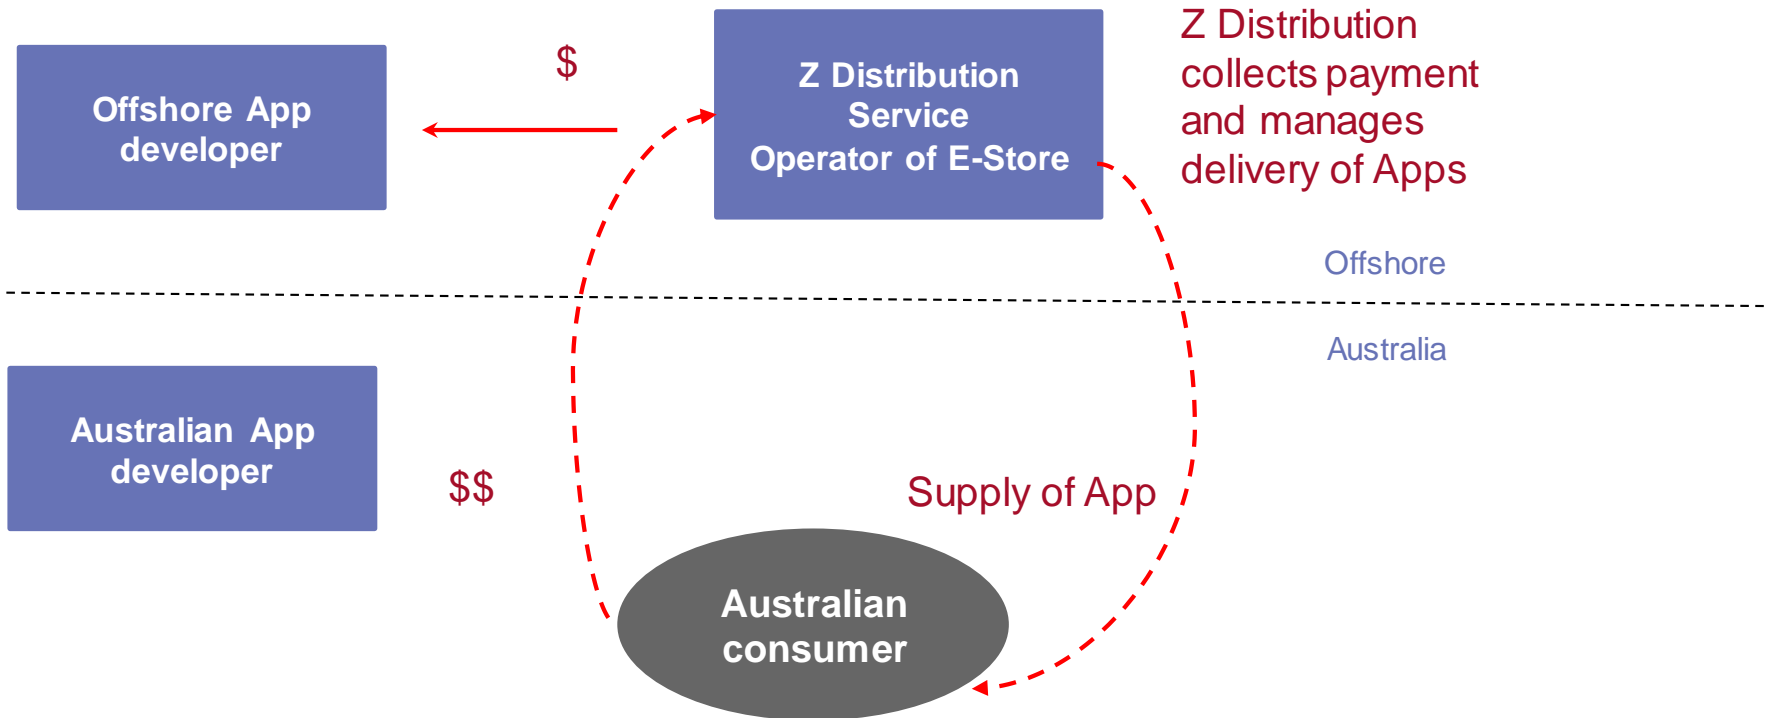 Offshore App
developer
$
Z Distribution
Service
Operator of E-Store
Z Distribution
collects payment
and manages
delivery of Apps
Offshore
Australia
Australian App
developer
$$
Supply of App
Australian
consumer